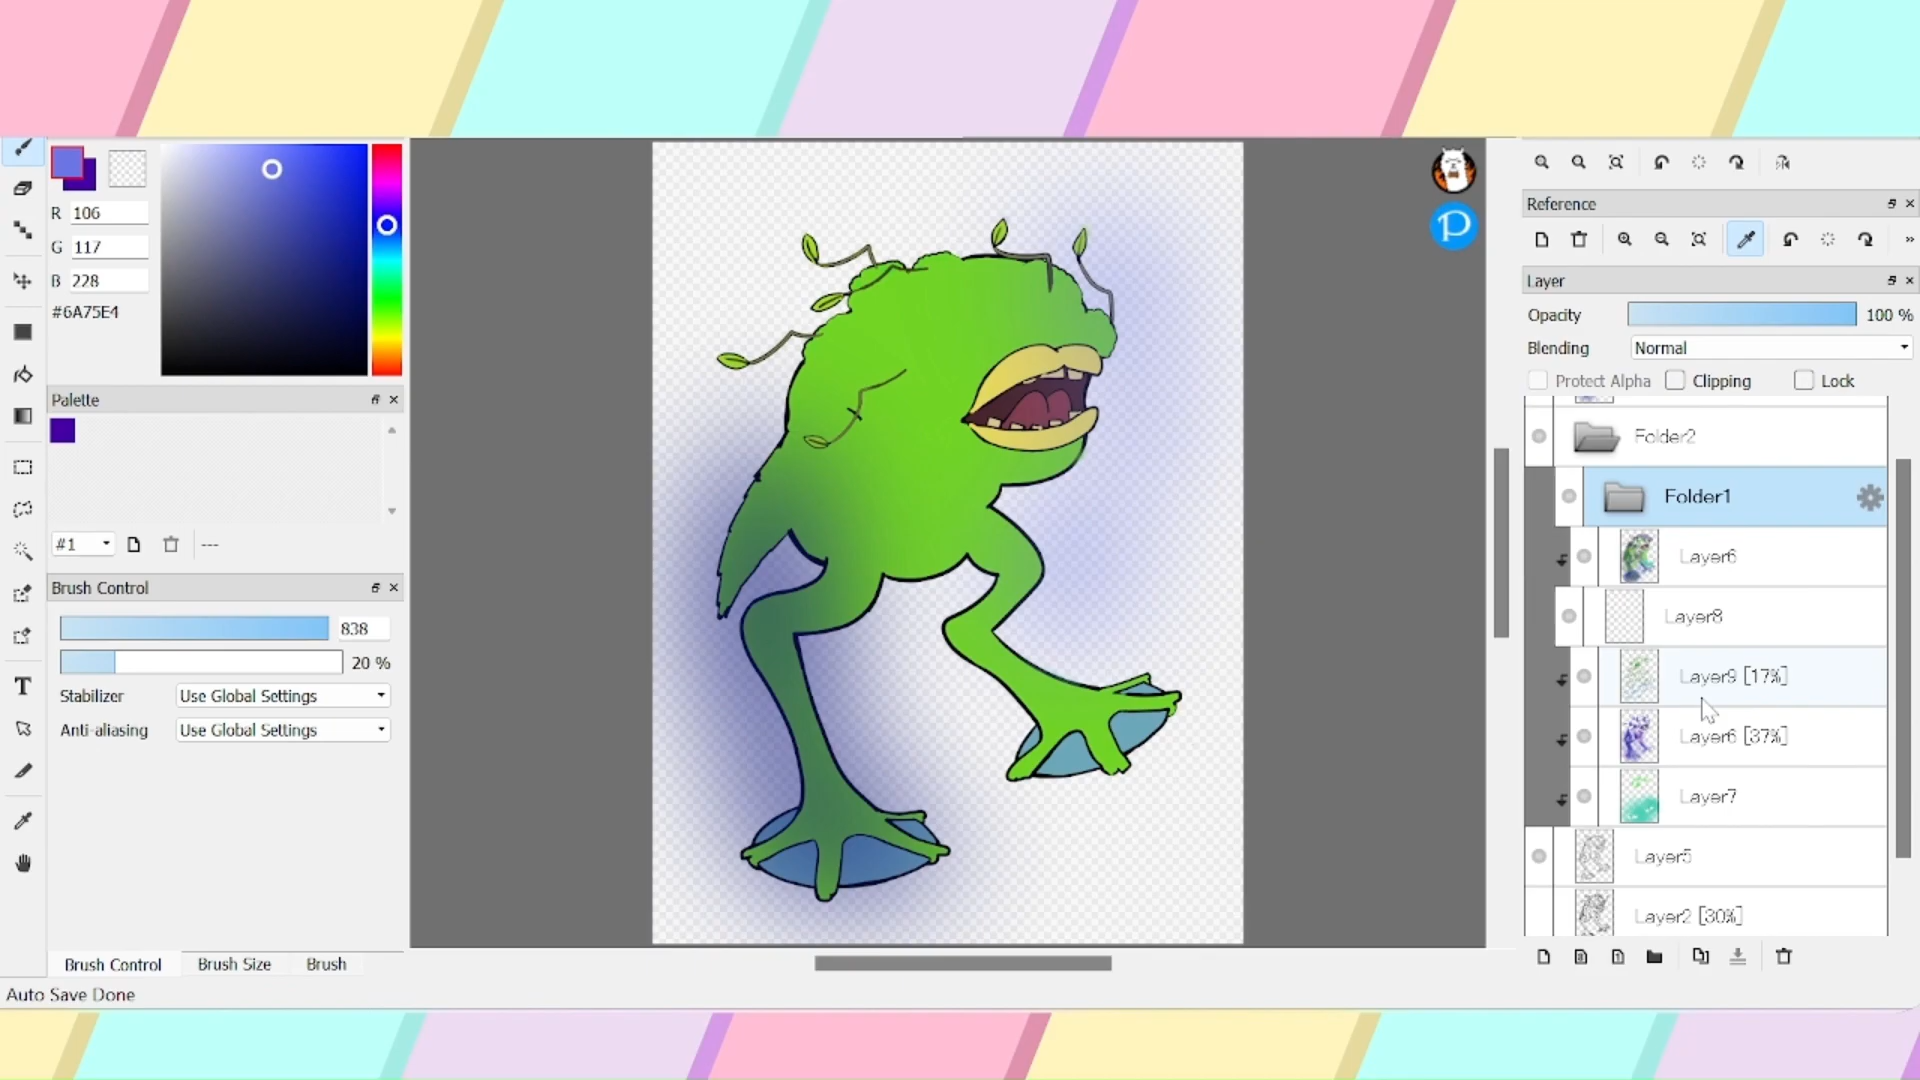 R 106
G 117
B 228
#6A75E4
Palette
#1
---
Brush Control
838
20 %
Stabilizer Use Global Settings
Anti-aliasing Use Global Settings
Brush Control Brush Size Brush
Auto Save Done
T
P
Reference
»
Layer
Opacity 100 %
Blending Normal
Protect Alpha Clipping Lock
Folder2
Folder1
Layer6
Layer8
Layer9 [17%]
Layer6 [37%]
Layer7
Layer5
Layer2 [30%]